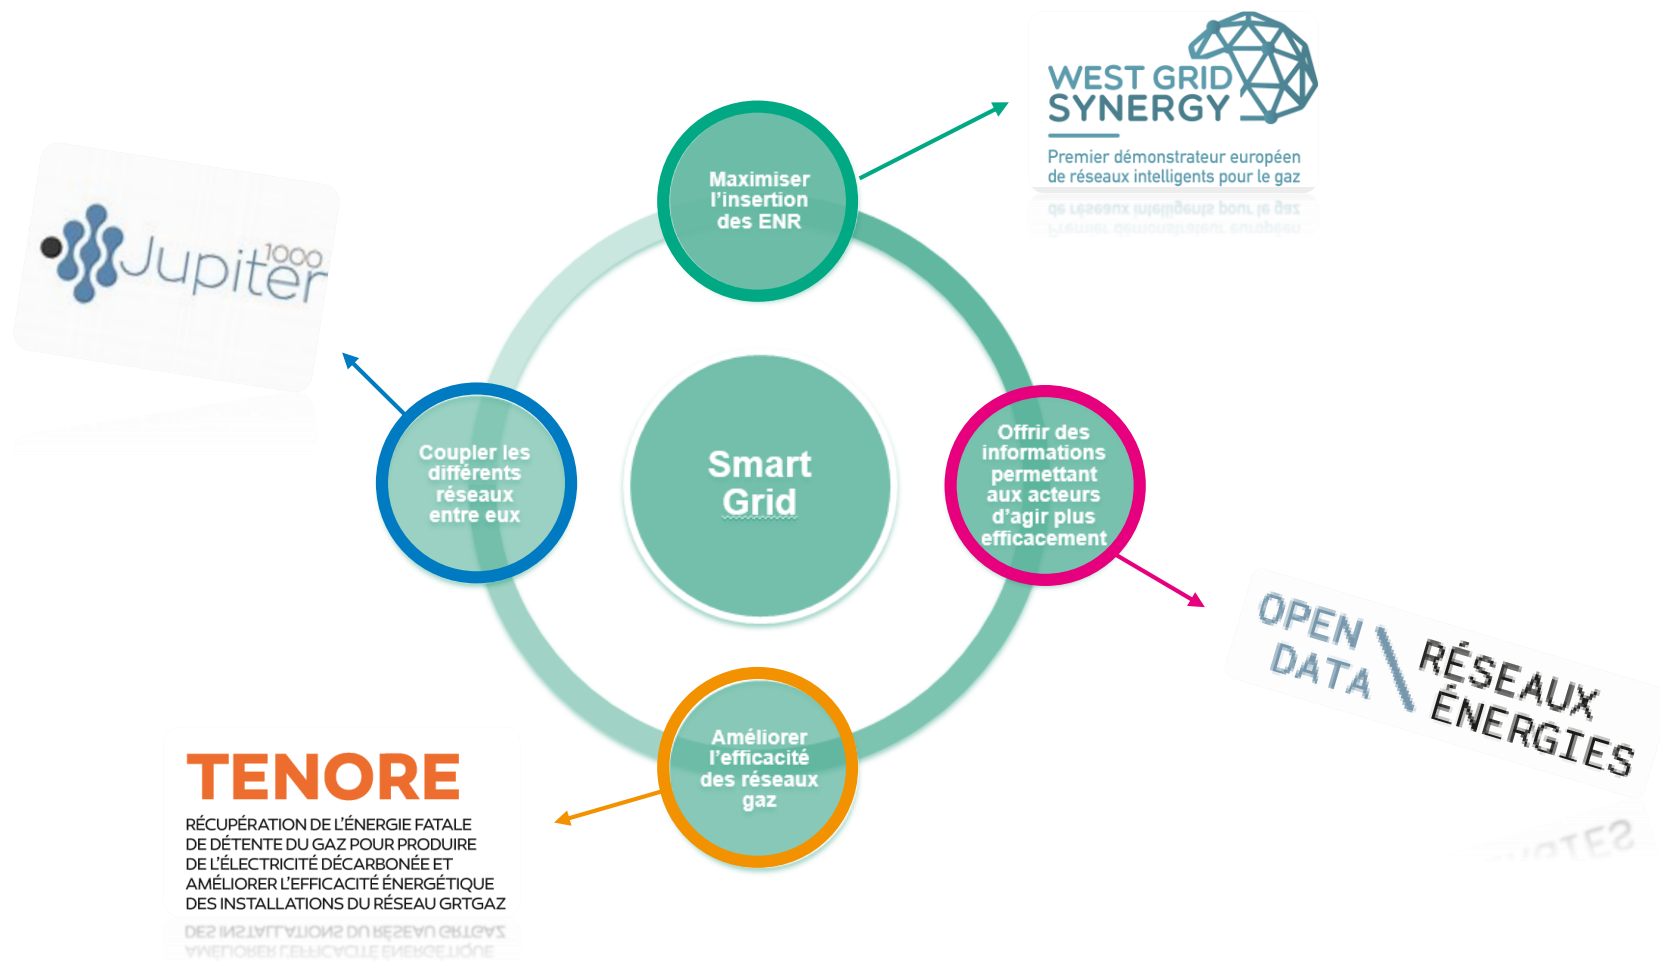 WEST GRID
SYNERGY
Premier démonstrateur européen
de réseaux intelligents pour le gaz
Maximiser
l'insertion
des ENR
Jupiter
1000
Coupler les
différents
réseaux
entre eux
Smart
Grid
Offrir des
informations
permettant
aux acteurs
d'agir plus
efficacement
OPEN
DATA
RÉSEAUX
ÉNERGIES
Améliorer
l'efficacité
des réseaux
gaz
TENORE
RÉCUPÉRATION DE L'ÉNERGIE FATALE
DE DÉTENTE DU GAZ POUR PRODUIRE
DE L'ÉLECTRICITÉ DÉCARBONÉE ET
AMÉLIORER L'EFFICACITÉ ÉNERGÉTIQUE
DES INSTALLATIONS DU RÉSEAU GRTGAZ